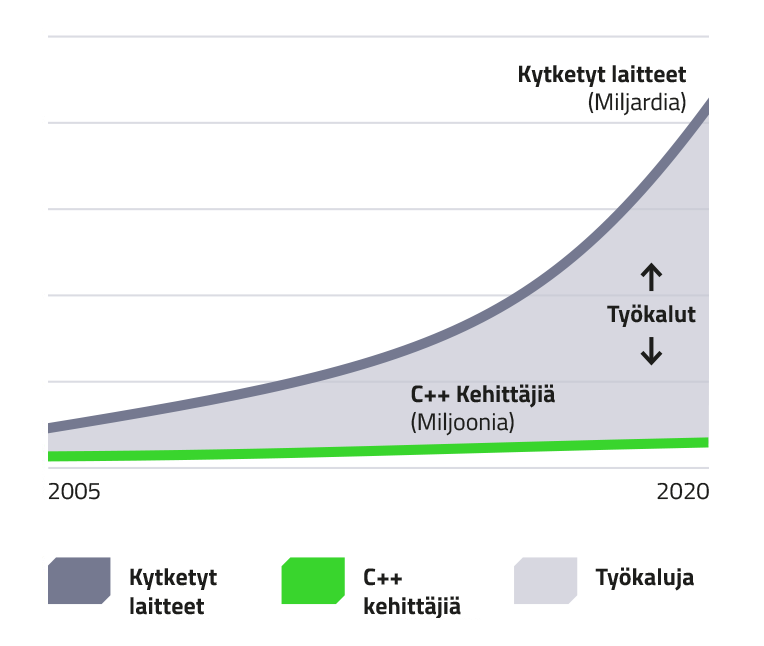 Kytketyt laitteet
(Miljardia)
Työkalut
C++ Kehittäjiä
(Miljoonia)
2005
2020
Kytketyt
laitteet
C++
kehittäjiä
Työkaluja